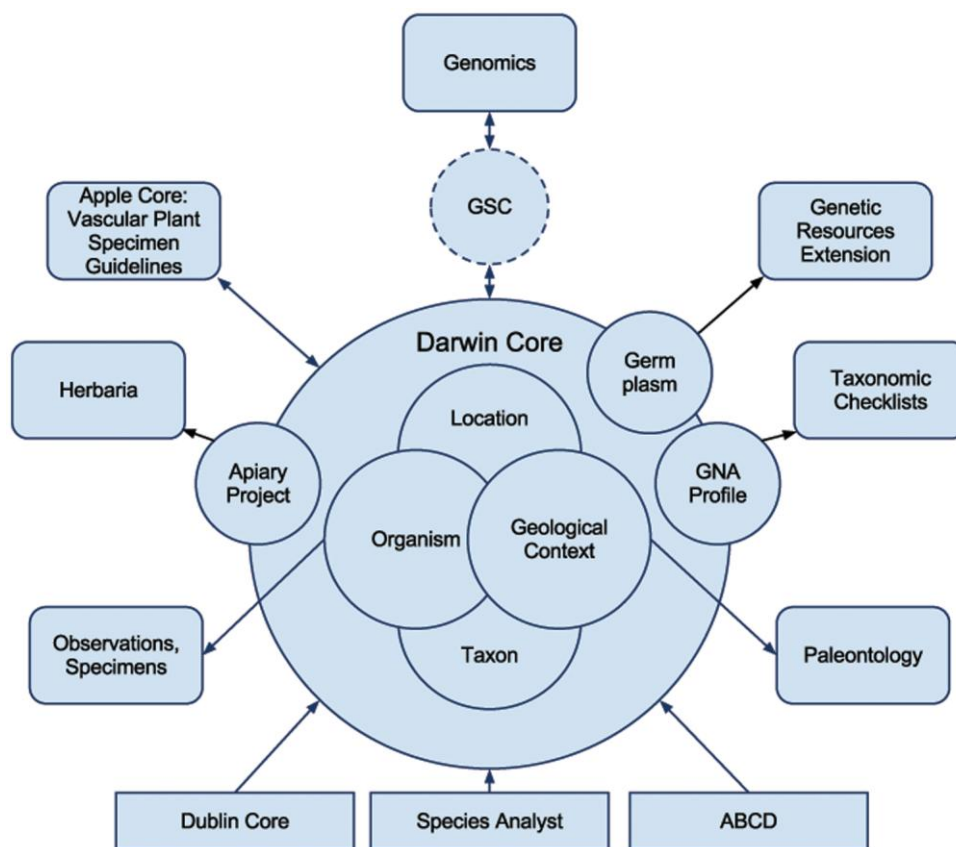 Genomics
GSC
Apple Core:
Vascular Plant
Specimen
Guidelines
Genetic
Resources
Extension
Darwin Core
Germ
plasm
Herbaria
Taxonomic
Checklists
Location
Apiary
Project
GNA
Profile
Organism
Geological
Context
Observations,
Specimens
Taxon
Paleontology
Dublin Core
Species Analyst
ABCD